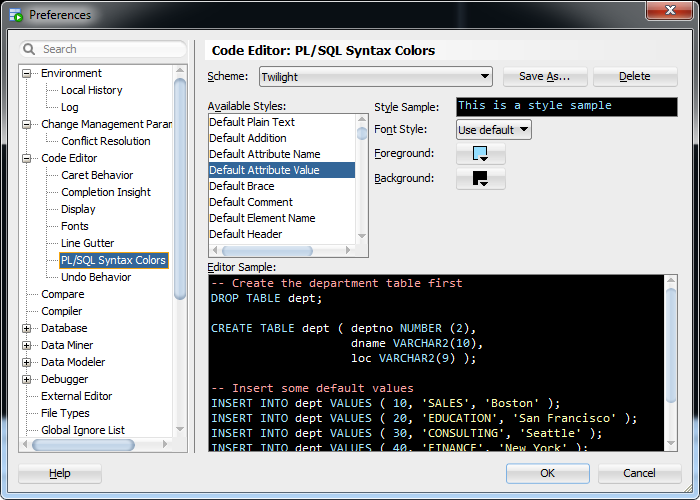 Preferences
Search
Environment
Local History
Log
Change Management Param
Conflict Resolution
Code Editor
Caret Behavior
Completion Insight
Display
Fonts
Line Gutter
PL/SQL Syntax Colors
Undo Behavior
Compare
Compiler
Database
Data Miner
Data Modeler
Debugger
External Editor
File Types
Global Ignore List
Code Editor: PL/SQL Syntax Colors
Scheme: Twilight Save As... Delete
Available Styles:
Default Plain Text
Default Addition
Default Attribute Name
Default Attribute Value
Default Brace
Default Comment
Default Element Name
Default Header
Style Sample: This is a style sample
Font Style: Use default
Foreground:
Background:
Editor Sample:
-- Create the department table first
DROP TABLE dept;
CREATE TABLE dept ( deptno NUMBER (2),
dname VARCHAR2(10),
loc VARCHAR2(9) );
-- Insert some default values
INSERT INTO dept VALUES ( 10, 'SALES', 'Boston' );
INSERT INTO dept VALUES ( 20, 'EDUCATION', 'San Francisco' );
INSERT INTO dept VALUES ( 30, 'CONSULTING', 'Seattle' );
INSERT INTO dept VALUES ( 40, 'FINANCE', 'New York' );
Help OK Cancel